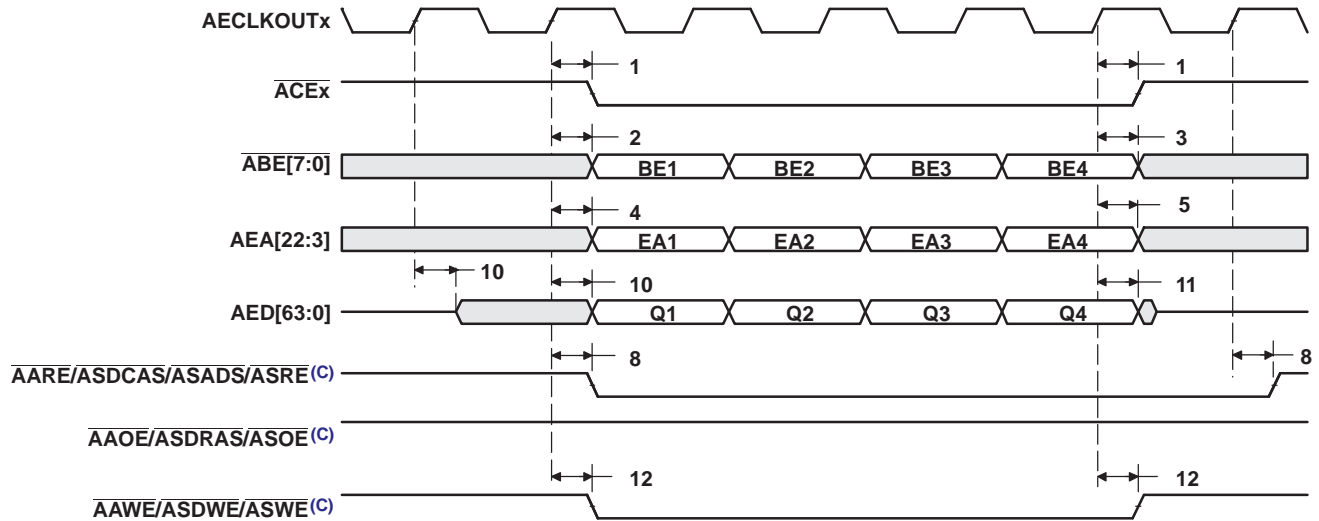 AECLKOUTx
1 1
ACEx
2 3
ABE[7:0] BE1 BE2 BE3 BE4
4 5
AEA[22:3] EA1 EA2 EA3 EA4
10 10 11
AED[63:0] Q1 Q2 Q3 Q4
8 8
AARE/ASDCAS/ASADS/ASRE(C)
AAOE/ASDRAS/ASOE(C)
12 12
AAWE/ASDWE/ASWE(C)